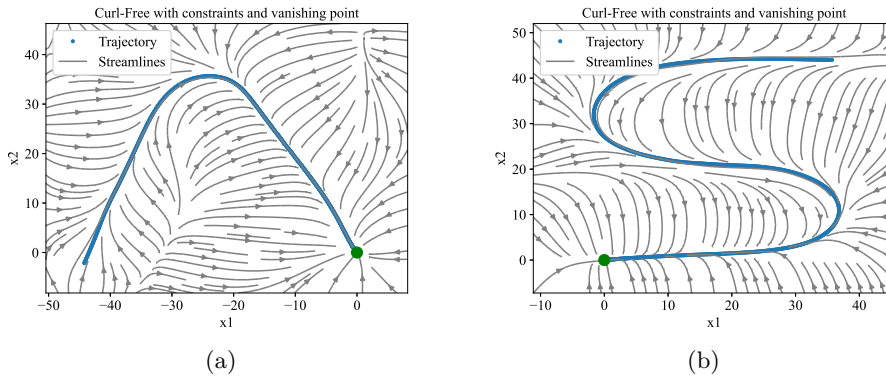 Curl-Free with constraints and vanishing point
Trajectory
Streamlines
x2
40
30
20
10
0
−50 −40 −30 −20 −10 0
x1
(a)
Curl-Free with constraints and vanishing point
Trajectory
Streamlines
x2
50
40
30
20
10
0
−10 0 10 20 30 40
x1
(b)